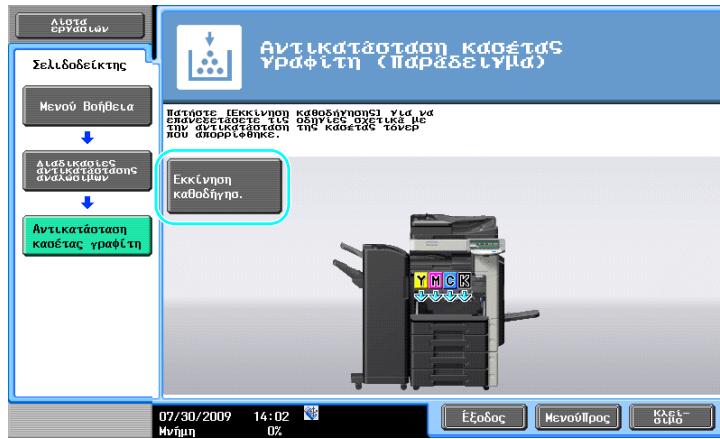 Λίστα
εργασιών
Σελιδοδείκτης
Μενού Βοήθεια
Διαδικασίες
αντικατάστασης
αναλώσιμων
Αντικατάσταση
κασέτας γραφίτη
Αντικατάσταση κασέτας
γραφίτη (Παράδειγμα)
Πατήστε [Εκκίνηση καθοδήγησης] για να
επανεξετάσετε τις οδηγίες σχετικά με
την αντικατάσταση της κασέτας τόνερ
που απορρίφθηκε.
Εκκίνηση
καθοδήγησ.
Y M C K
07/30/2009 14:02
Μνήμη 0%
Έξοδος
ΜενούΠρος
Κλεί-
σιμο